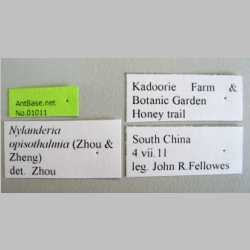 AntBase.net
No.01011
Nylanderia
opisothalmia (Zhou &
Zheng)
det. Zhou
Kadoorie Farm &
Botanic Garden
Honey trail
South China
4 vii.11
leg. John R.Fellowes